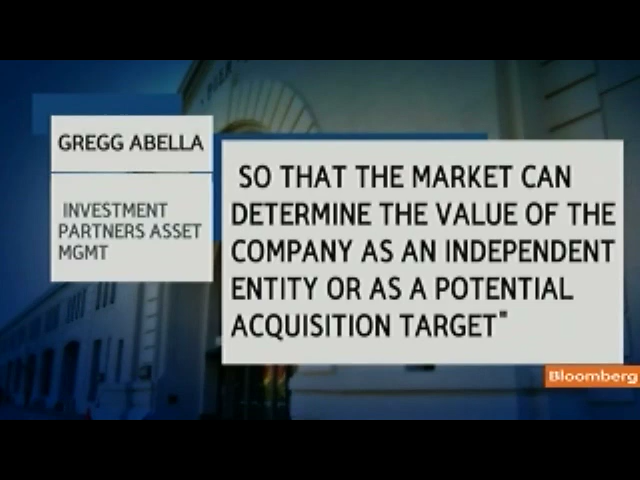 GREGG ABELLA
INVESTMENT
PARTNERS ASSET
MGMT
SO THAT THE MARKET CAN
DETERMINE THE VALUE OF THE
COMPANY AS AN INDEPENDENT
ENTITY OR AS A POTENTIAL
ACQUISITION TARGET"
Bloomberg